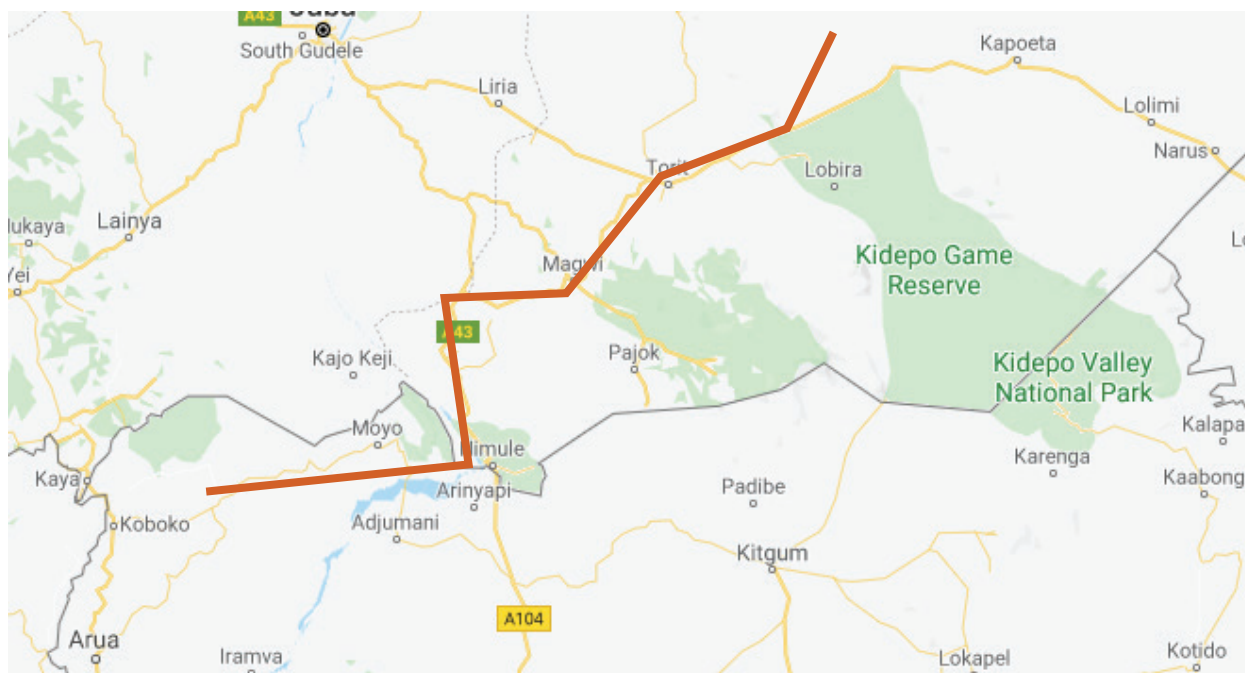 A43
Juba
South Gudele
Kapoeta
Liria
Lolimi
Narus
Torit
Lobira
Lainya
Yei
Kidepo Game
Reserve
Magwi
A43
Kajo Keji
Pajok
Kidepo Valley
National Park
Moyo
Kalapa
Nimule
Karenga
Kaya
Kaabong
Arinyapi
Padibe
Koboko
Adjumani
Kitgum
A104
Arua
Iramva
Lokapel
Kotido